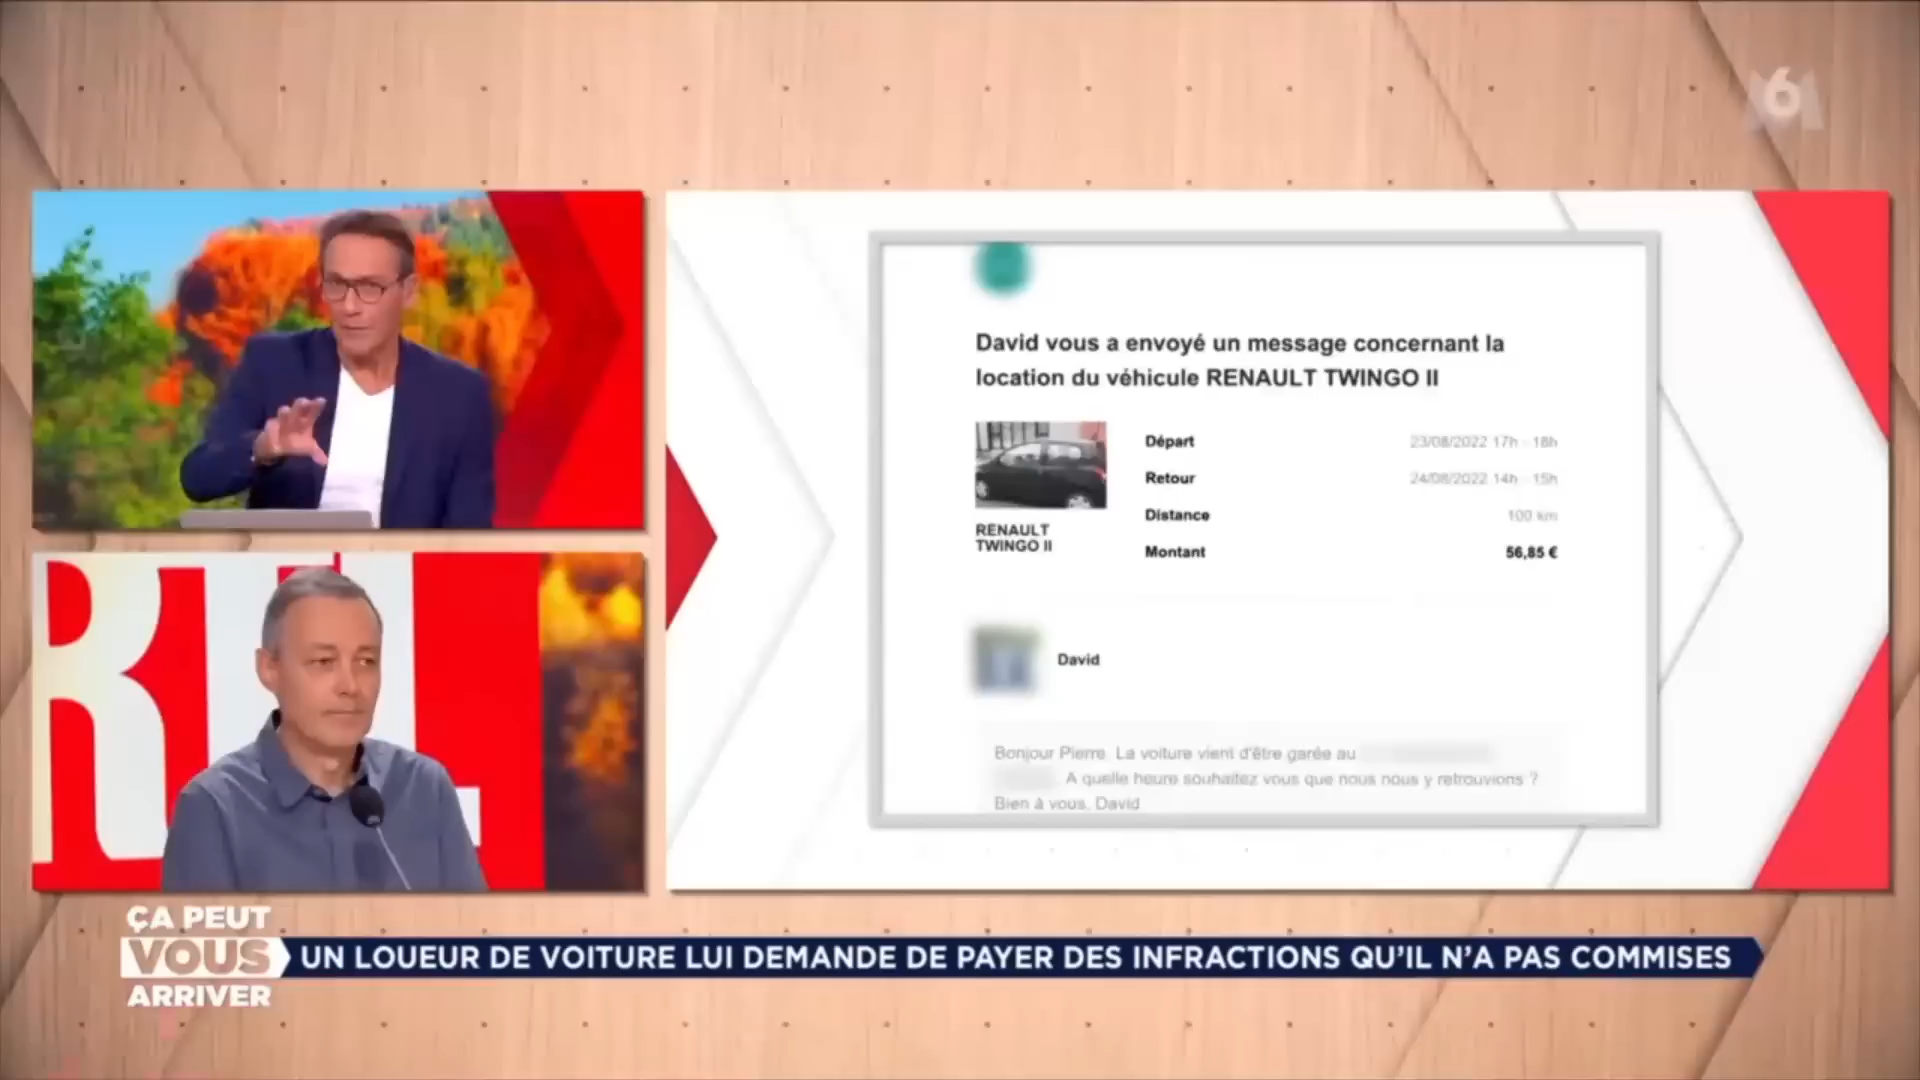 M6
RTL
David vous a envoyé un message concernant la
location du véhicule RENAULT TWINGO II
Départ 23/08/2022 17h - 18h
Retour 24/08/2022 14h - 15h
Distance 100 km
Montant 56,85 €
RENAULT
TWINGO II
David
Bonjour Pierre. La voiture vient d'être garée au
. A quelle heure souhaitez vous que nous nous y retrouvions ?
Bien à vous, David
ÇA PEUT
VOUS
ARRIVER
UN LOUEUR DE VOITURE LUI DEMANDE DE PAYER DES INFRACTIONS QU'IL N'A PAS COMMISES